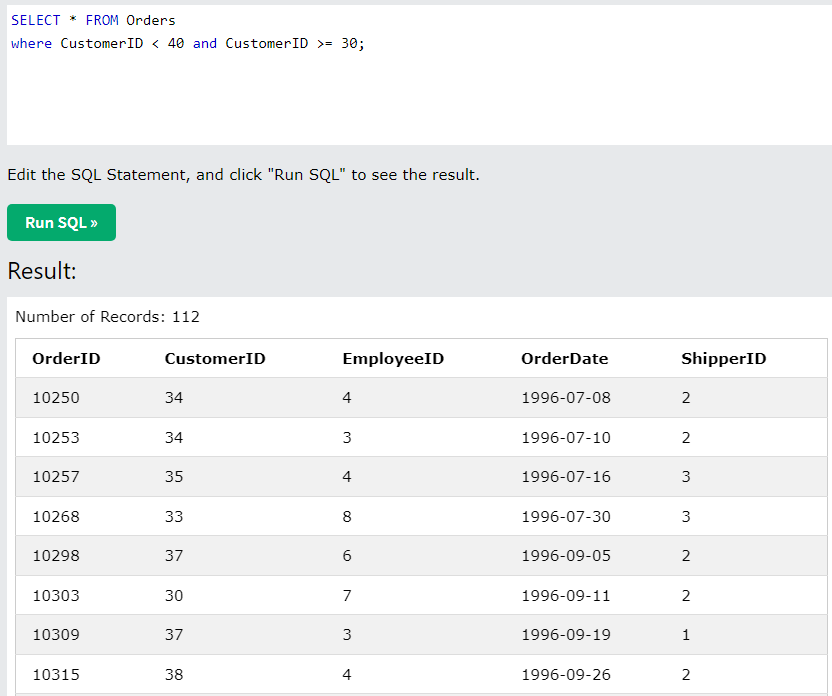 SELECT * FROM Orders
where CustomerID < 40 and CustomerID >= 30;
Edit the SQL Statement, and click "Run SQL" to see the result.
Run SQL »
Result:
Number of Records: 112
OrderID CustomerID EmployeeID OrderDate ShipperID
10250 34 4 1996-07-08 2
10253 34 3 1996-07-10 2
10257 35 4 1996-07-16 3
10268 33 8 1996-07-30 3
10298 37 6 1996-09-05 2
10303 30 7 1996-09-11 2
10309 37 3 1996-09-19 1
10315 38 4 1996-09-26 2